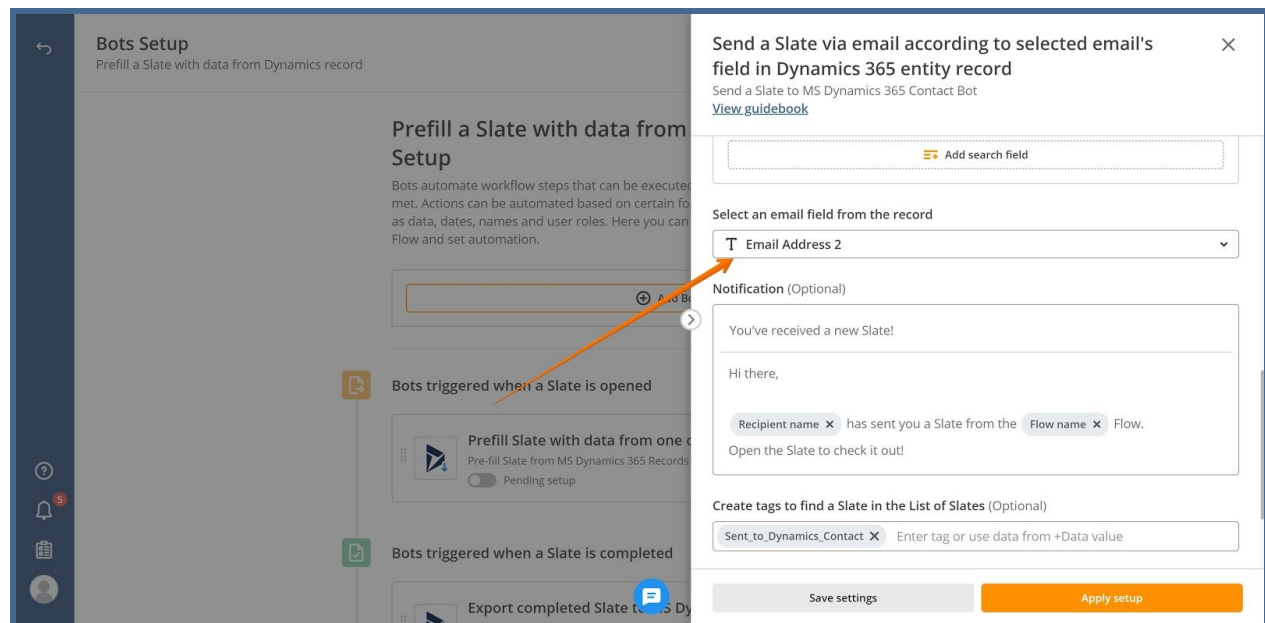 Bots Setup
Prefill a Slate with data from Dynamics record
Prefill a Slate with data from
Setup
Bots automate workflow steps that can be executed
met. Actions can be automated based on certain fo
as data, dates, names and user roles. Here you can
Flow and set automation.
Add Bo
Bots triggered when a Slate is opened
Prefill Slate with data from one
Pre-fill Slate from MS Dynamics 365 Records
Pending setup
Bots triggered when a Slate is completed
Export completed Slate to MS Dy
5
Send a Slate via email according to selected email's
field in Dynamics 365 entity record
Send a Slate to MS Dynamics 365 Contact Bot
View guidebook
Add search field
Select an email field from the record
T Email Address 2
Notification (Optional)
You've received a new Slate!
Hi there,
Recipient name × has sent you a Slate from the Flow name × Flow.
Open the Slate to check it out!
Create tags to find a Slate in the List of Slates (Optional)
Sent_to_Dynamics_Contact × Enter tag or use data from +Data value
Save settings
Apply setup